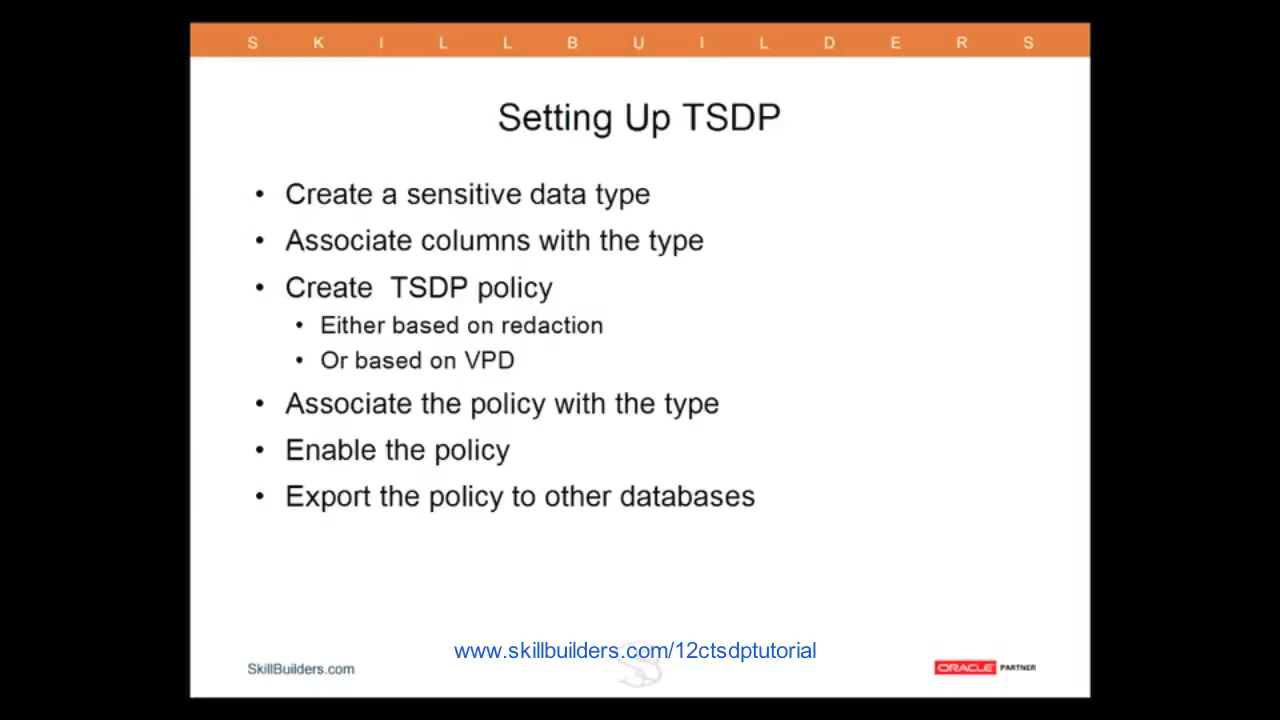 S K I L L B U I L D E R S
Setting Up TSDP
• Create a sensitive data type
• Associate columns with the type
• Create  TSDP policy
• Either based on redaction
• Or based on VPD
• Associate the policy with the type
• Enable the policy
• Export the policy to other databases
www.skillbuilders.com/12ctsdptutorial
SkillBuilders.com
ORACLE PARTNER